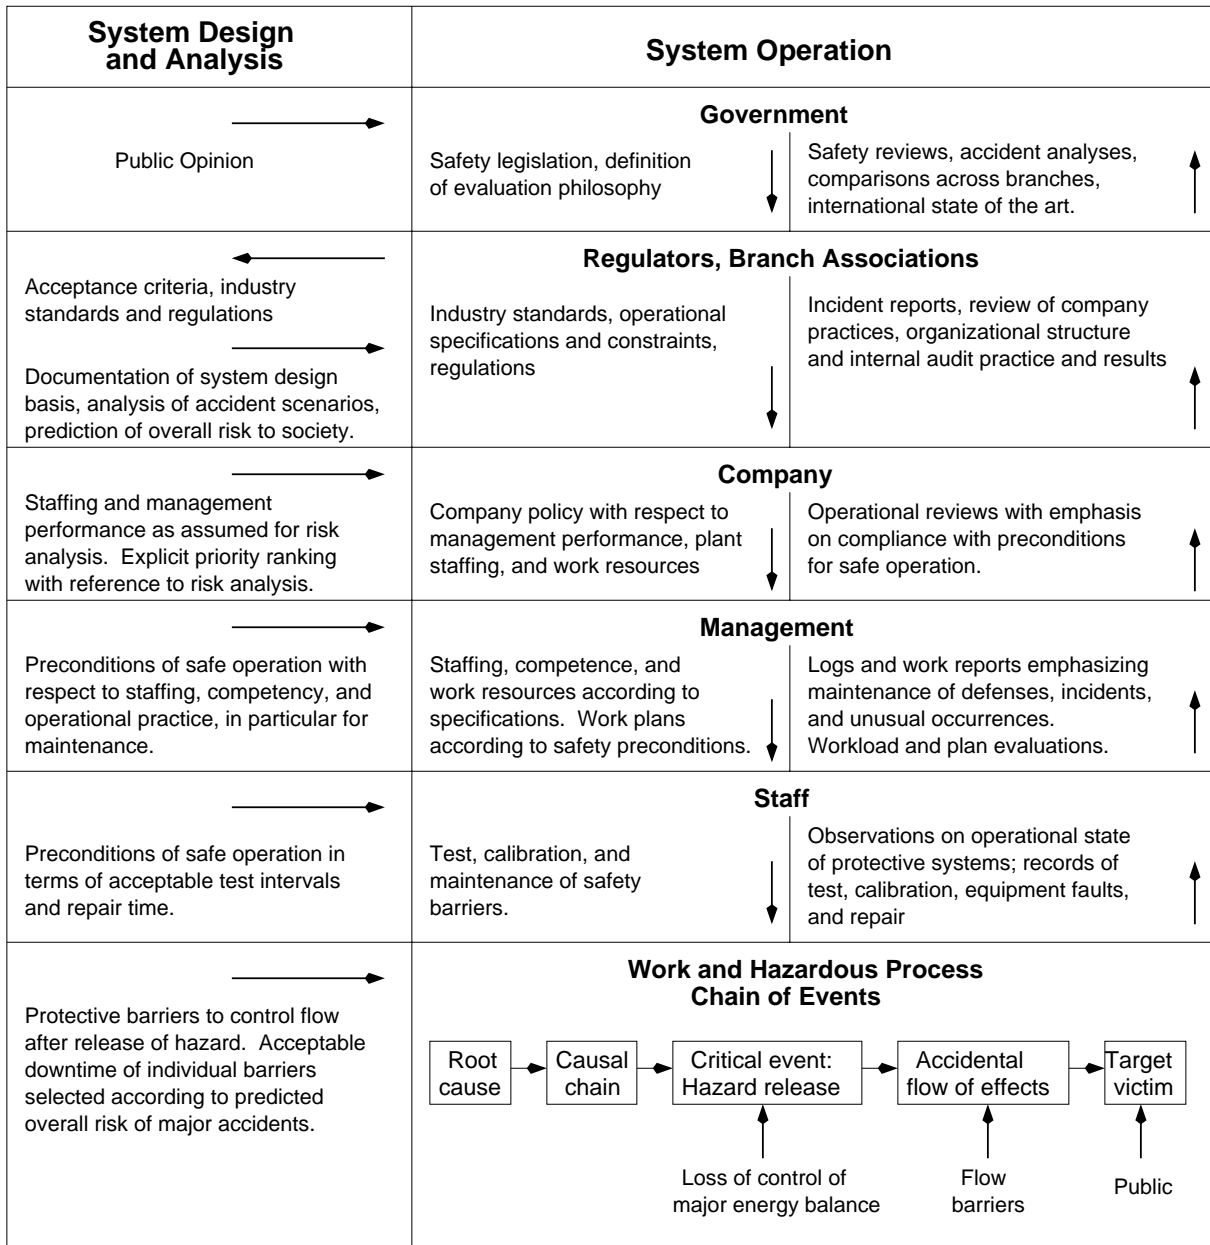 System Design
and Analysis
System Operation
Government
Public Opinion
Safety legislation, definition
of evaluation philosophy
Safety reviews, accident analyses,
comparisons across branches,
international state of the art.
Regulators, Branch Associations
Acceptance criteria, industry
standards and regulations
Documentation of system design
basis, analysis of accident scenarios,
prediction of overall risk to society.
Industry standards, operational
specifications and constraints,
regulations
Incident reports, review of company
practices, organizational structure
and internal audit practice and results
Company
Staffing and management
performance as assumed for risk
analysis.  Explicit priority ranking
with reference to risk analysis.
Company policy with respect to
management performance, plant
staffing, and work resources
Operational reviews with emphasis
on compliance with preconditions
for safe operation.
Management
Preconditions of safe operation with
respect to staffing, competency, and
operational practice, in particular for
maintenance.
Staffing, competence, and
work resources according to
specifications.  Work plans
according to safety preconditions.
Logs and work reports emphasizing
maintenance of defenses, incidents,
and unusual occurrences.
Workload and plan evaluations.
Staff
Preconditions of safe operation in
terms of acceptable test intervals
and repair time.
Test, calibration, and
maintenance of safety
barriers.
Observations on operational state
of protective systems; records of
test, calibration, equipment faults,
and repair
Work and Hazardous Process
Chain of Events
Protective barriers to control flow
after release of hazard.  Acceptable
downtime of individual barriers
selected according to predicted
overall risk of major accidents.
Root
cause
Causal
chain
Critical event:
Hazard release
Accidental
flow of effects
Target
victim
Loss of control of
major energy balance
Flow
barriers
Public